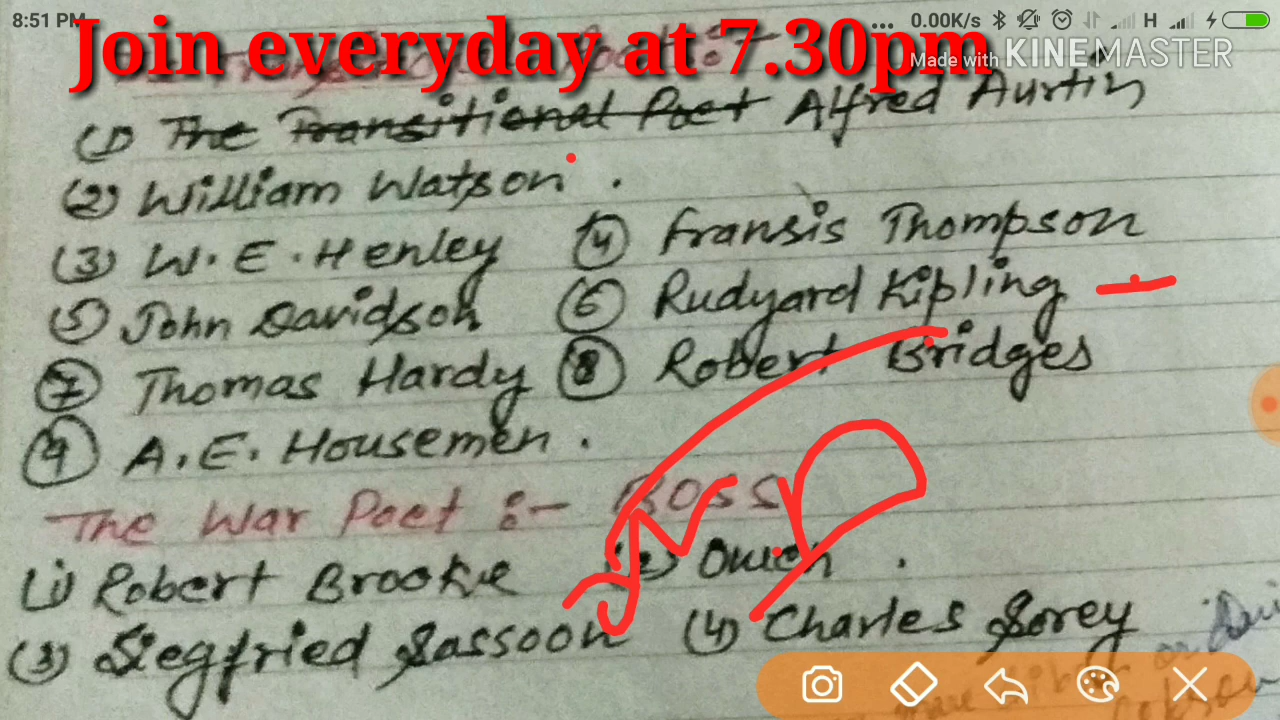 8:51 PM ... 0.00K/s H
Join everyday at 7.30pm
Made with KINEMASTER
(1) The Transitional Poet Alfred Aurtin
(2) William Watson .
(3) W. E. Henley (4) Fransis Thompson
(5) John Davidson (6) Rudyard Kipling
(7) Thomas Hardy (8) Robert Bridges
(9) A. E. Housemen .
The War Poet :- BOSS
(1) Robert Brooke (2) Owen .
(3) Siegfried Sassoon (4) Charles Sorey